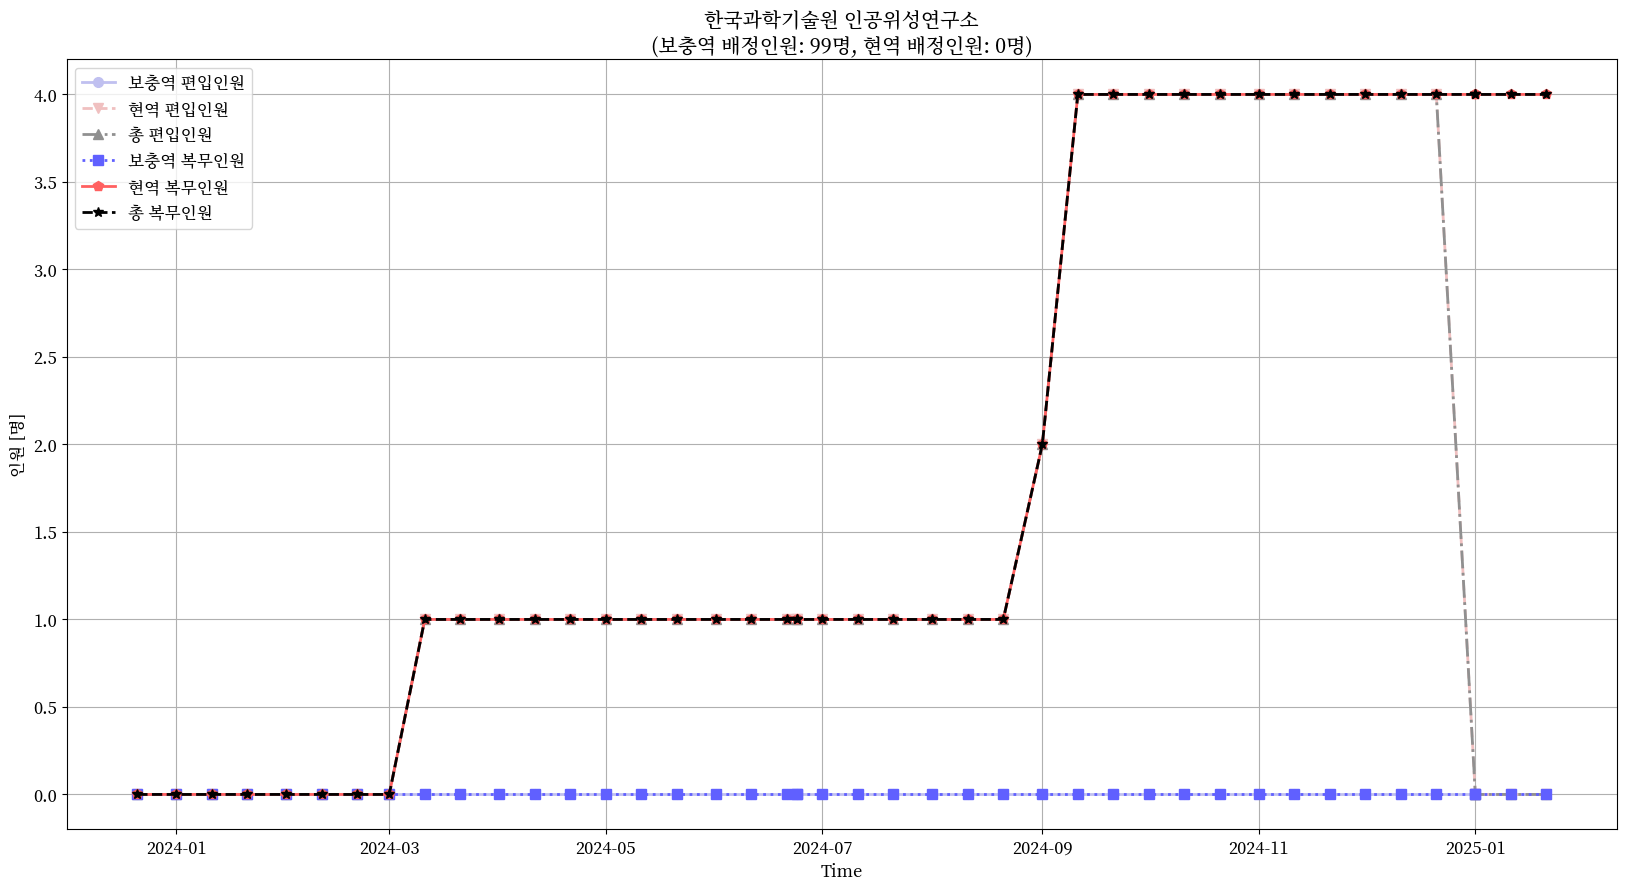 한국과학기술원 인공위성연구소
(보충역 배정인원: 99명, 현역 배정인원: 0명)
보충역 편입인원
현역 편입인원
총 편입인원
보충역 복무인원
현역 복무인원
총 복무인원
4.0
3.5
3.0
2.5
2.0
1.5
1.0
0.5
0.0
인원 [명]
2024-01
2024-03
2024-05
2024-07
2024-09
2024-11
2025-01
Time